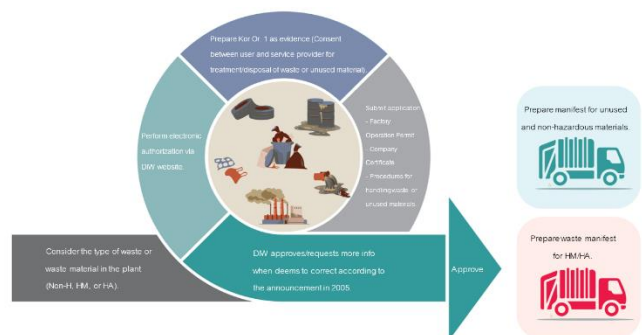 Prepare Kor Or. 1 as evidence (Consent
between user and service provider for
treatment/disposal of waste or unused material).
Perform electronic
authorization via
DIW website.
Submit application
- Factory
Operation Permit
- Company
Certificate
- Procedures for
handling waste or
unused materials.
Consider the type of waste or
waste material in the plant
(Non-H, HM, or HA).
DIW approves/requests more info
when deems to correct according to
the announcement in 2005
Approve
Prepare manifest for unused
and non-hazardous materials.
Prepare waste manifest
for HM/HA.